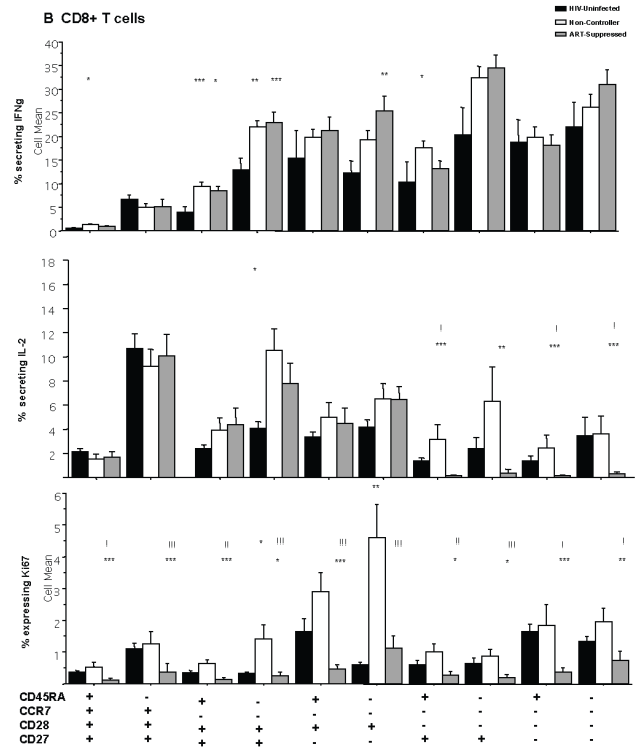 B CD8+ T cells
HIV-Uninfected
Non-Controller
ART-Suppressed
% secreting IFNg
Cell Mean
40
35
30
25
20
15
10
5
0
* *** * ** *** ** *
% secreting IL-2
18
16
14
12
10
8
6
4
2
*
| | |
*** ** *** ***
% expressing Ki67
Cell Mean
6
5
4
3
2
1
**
| ||| || * ||| ||| ||| || ||| | !
*** *** *** * *** * * *** **
CD45RA + - + - + - + - + -
CCR7 + + - - - - - - - -
CD28 + + + + + + - - - -
CD27 + + + + - - + + - -